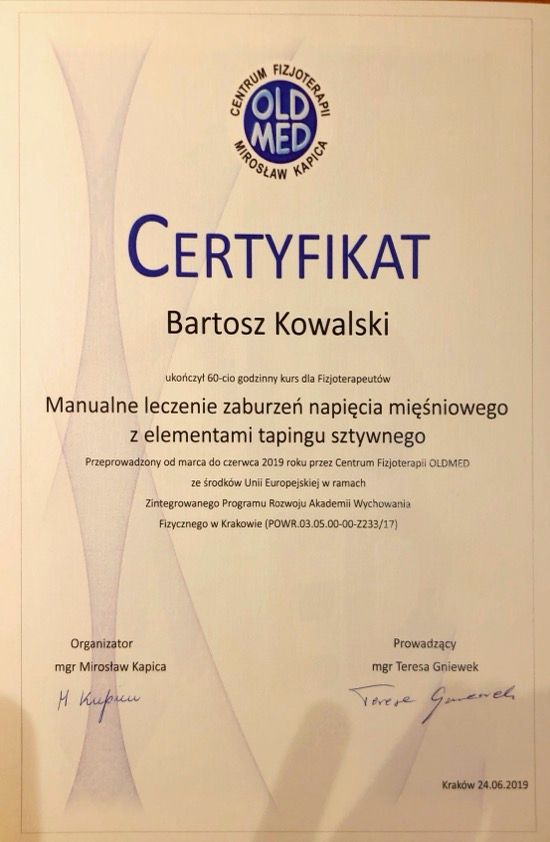 CENTRUM FIZJOTERAPII
OLD
MED
MIROSŁAW KAPICA
CERTYFIKAT
Bartosz Kowalski
ukończył 60-cio godzinny kurs dla Fizjoterapeutów
Manualne leczenie zaburzeń napięcia mięśniowego
z elementami tapingu sztywnego
Przeprowadzony od marca do czerwca 2019 roku przez Centrum Fizjoterapii OLDMED
ze środków Unii Europejskiej w ramach
Zintegrowanego Programu Rozwoju Akademii Wychowania
Fizycznego w Krakowie (POWR.03.05.00-00-Z233/17)
Organizator
mgr Mirosław Kapica
Prowadzący
mgr Teresa Gniewek
M Kapica
Teresa Gniewek
Kraków 24.06.2019